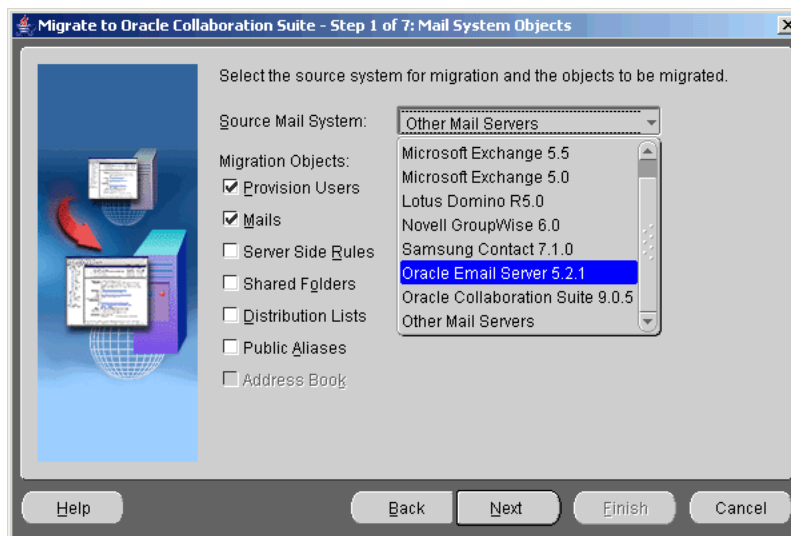 Migrate to Oracle Collaboration Suite - Step 1 of 7: Mail System Objects
Select the source system for migration and the objects to be migrated.
Source Mail System:
Other Mail Servers
Microsoft Exchange 5.5
Microsoft Exchange 5.0
Lotus Domino R5.0
Novell GroupWise 6.0
Samsung Contact 7.1.0
Oracle Email Server 5.2.1
Oracle Collaboration Suite 9.0.5
Other Mail Servers
Migration Objects:
Provision Users
Mails
Server Side Rules
Shared Folders
Distribution Lists
Public Aliases
Address Book
Help
Back
Next
Finish
Cancel